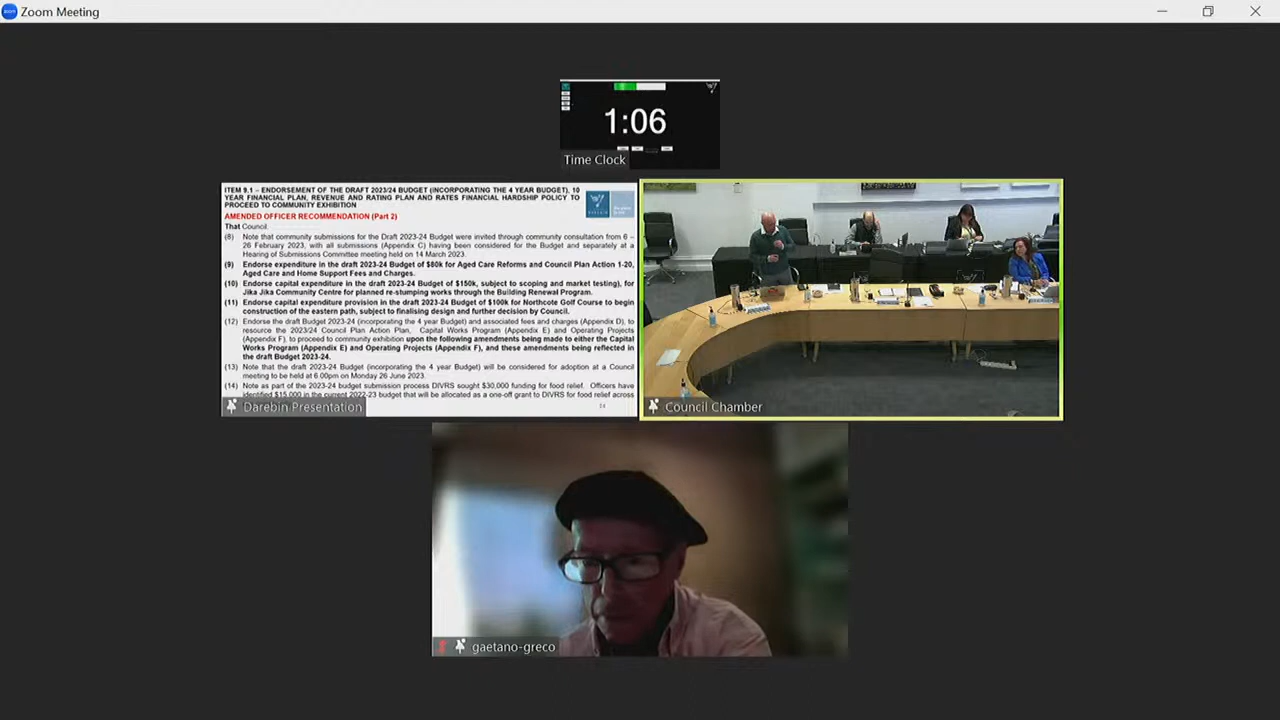 Zoom Meeting
1:06
Time Clock
ITEM 9.1 – ENDORSEMENT OF THE DRAFT 2023/24 BUDGET (INCORPORATING THE 4 YEAR BUDGET), 10
YEAR FINANCIAL PLAN, REVENUE AND RATING PLAN AND RATES FINANCIAL HARDSHIP POLICY TO
PROCEED TO COMMUNITY EXHIBITION
AMENDED OFFICER RECOMMENDATION (Part 2)
That Council:
(8) Note that community submissions for the Draft 2023-24 Budget were invited through community consultation from 6 –
26 February 2023, with all submissions (Appendix C) having been considered for the Budget and separately at a
Hearing of Submissions Committee meeting held on 14 March 2023.
(9) Endorse expenditure in the draft 2023-24 Budget of $80k for Aged Care Reforms and Council Plan Action 1-20,
Aged Care and Home Support Fees and Charges.
(10) Endorse capital expenditure in the draft 2023-24 Budget of $150k, subject to scoping and market testing), for
Jika Jika Community Centre for planned re-stumping works through the Building Renewal Program.
(11) Endorse capital expenditure provision in the draft 2023-24 Budget of $100k for Northcote Golf Course to begin
construction of the eastern path, subject to finalising design and further decision by Council.
(12) Endorse the draft Budget 2023-24 (incorporating the 4 year Budget) and associated fees and charges (Appendix D), to
resource the 2023/24 Council Plan Action Plan, Capital Works Program (Appendix E) and Operating Projects
(Appendix F), to proceed to community exhibition upon the following amendments being made to either the Capital
Works Program (Appendix E) and Operating Projects (Appendix F), and these amendments being reflected in
the draft Budget 2023-24.
(13) Note that the draft Budget 2023-24 (incorporating the 4 year Budget) will be considered for adoption at a Council
meeting to be held at 6.00pm on Monday 26 June 2023.
(14) Note as part of the 2023-24 budget submission process DIVRS sought $30,000 funding for food relief. Officers have
identified $15,000 in the current 2022-23 budget that will be allocated as a one-off grant to DIVRS for food relief across
Darebin Presentation
Council Chamber
gaetano-greco